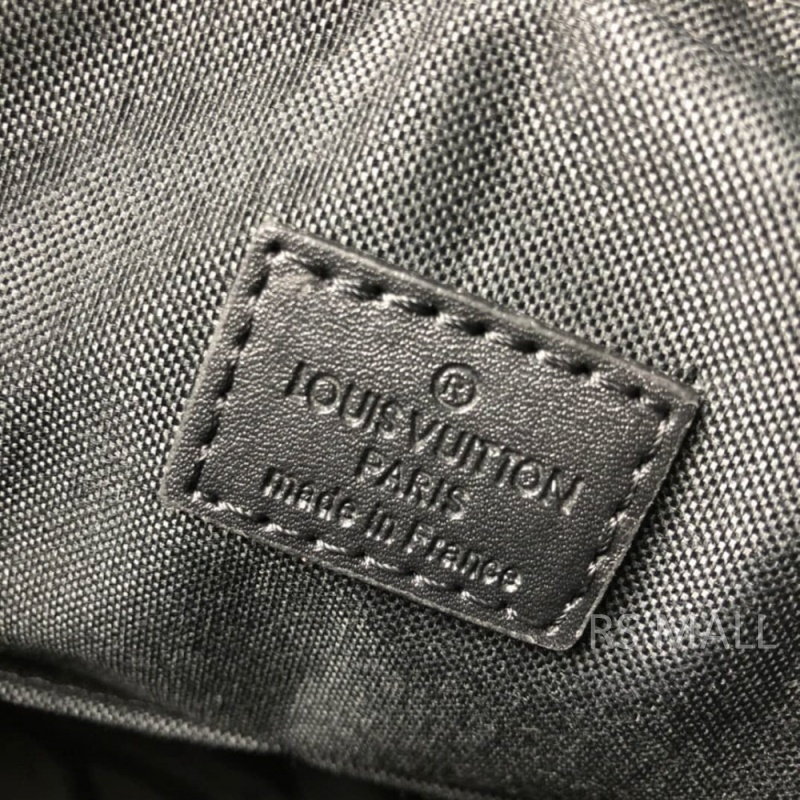 ®
LOUIS VUITTON
PARIS
made in France
RS MALL